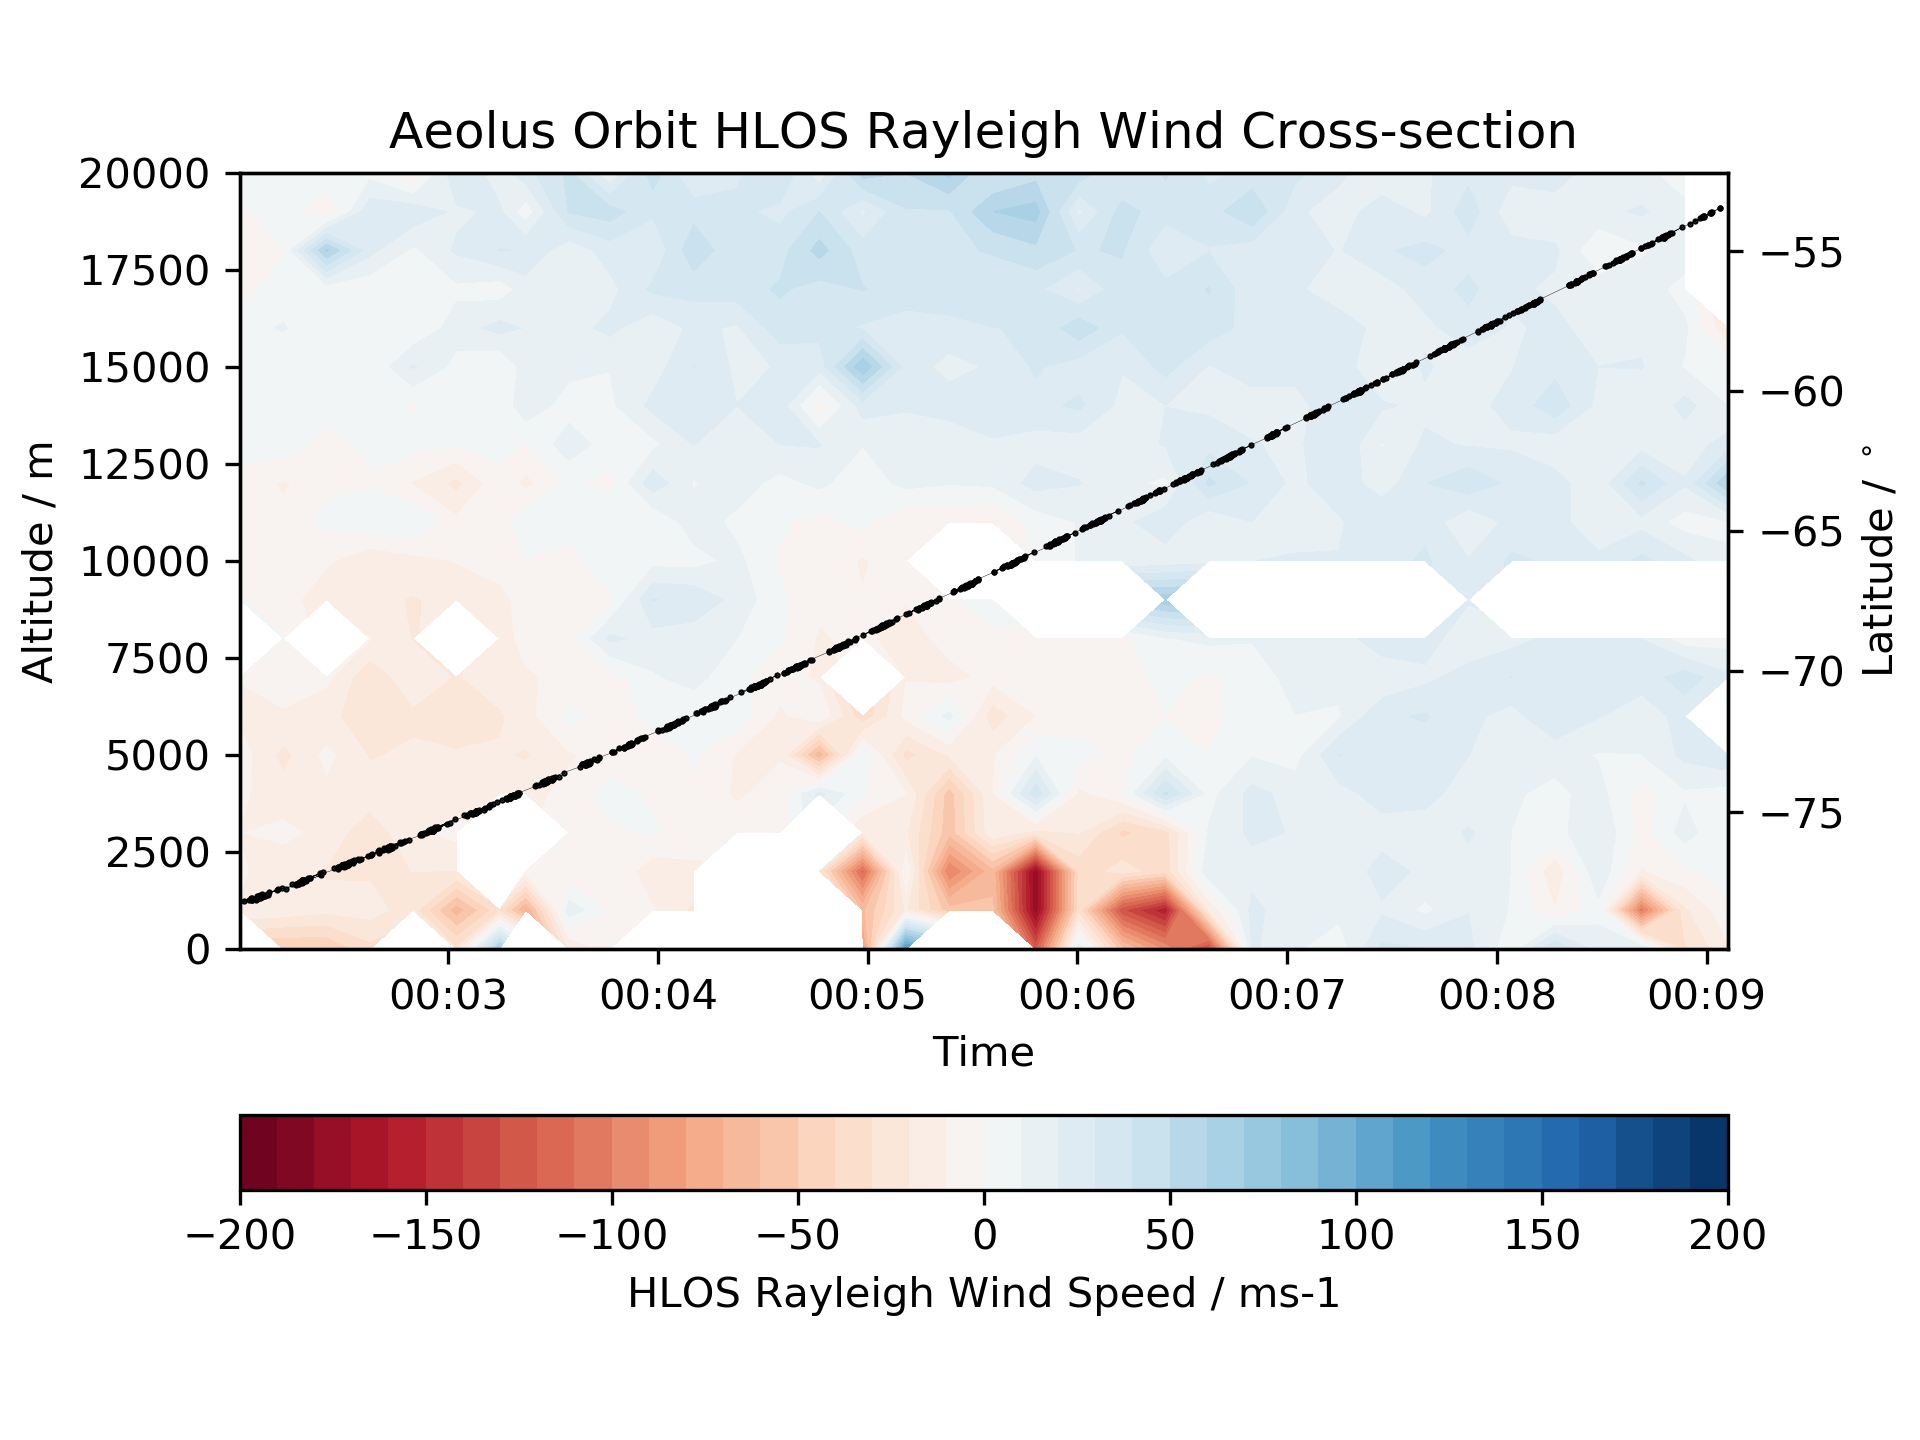 Aeolus Orbit HLOS Rayleigh Wind Cross-section
20000
17500
15000
12500
10000
7500
5000
2500
0
Altitude / m
−55
−60
−65
−70
−75
Latitude / °
00:03 00:04 00:05 00:06 00:07 00:08 00:09
Time
−200 −150 −100 −50 0 50 100 150 200
HLOS Rayleigh Wind Speed / ms-1